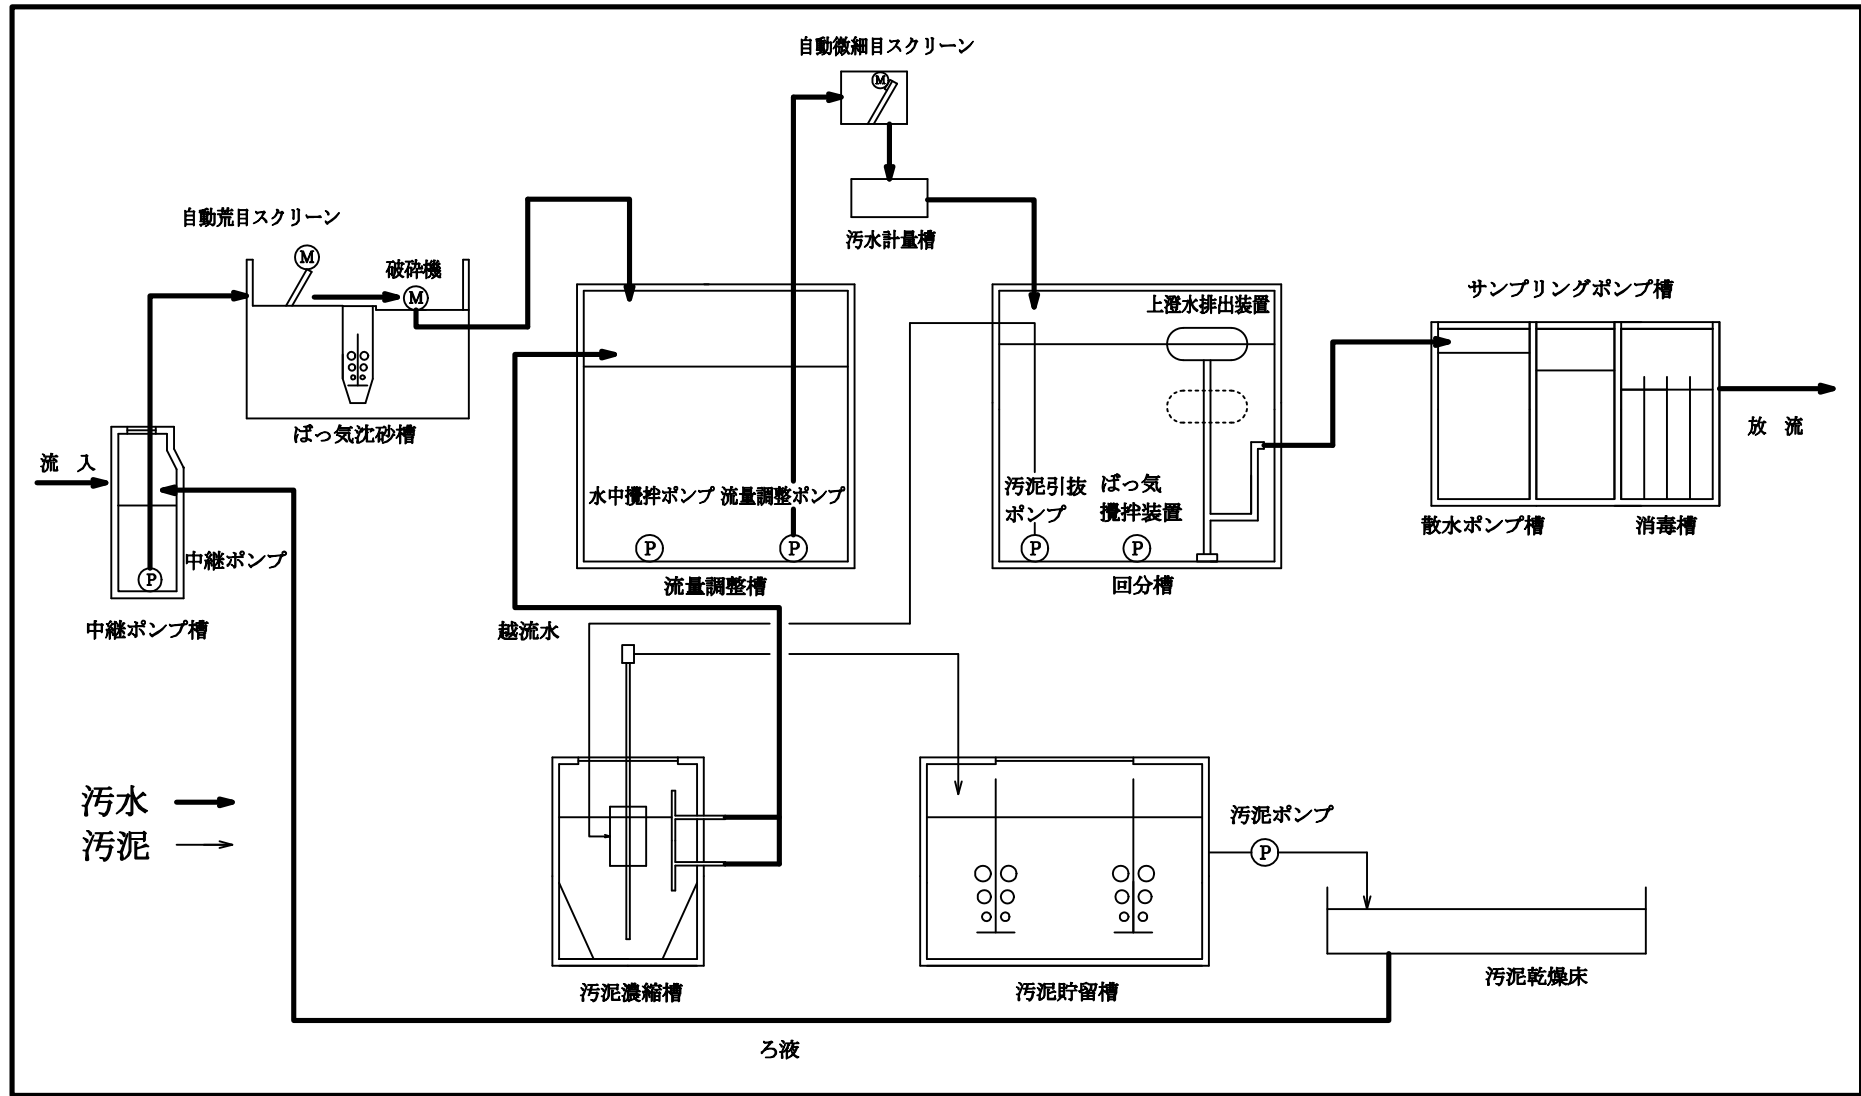 自動微細目スクリーン
M
汚水計量槽
自動荒目スクリーン
M
破砕機
M
ばっ気沈砂槽
上澄水排出装置
サンプリングポンプ槽
放 流
流 入
水中攪拌ポンプ
流量調整ポンプ
汚泥引抜
ポンプ
ばっ気
攪拌装置
散水ポンプ槽
消毒槽
P
P
P
P
中継ポンプ
P
流量調整槽
回分槽
中継ポンプ槽
越流水
汚水
汚泥
汚泥ポンプ
P
汚泥濃縮槽
汚泥貯留槽
汚泥乾燥床
ろ液